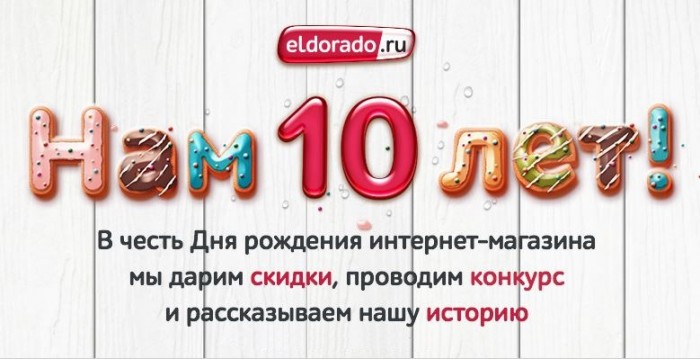 eldorado.ru
Нам 10 лет!
В честь Дня рождения интернет-магазина
мы дарим скидки, проводим конкурс
и рассказываем нашу историю